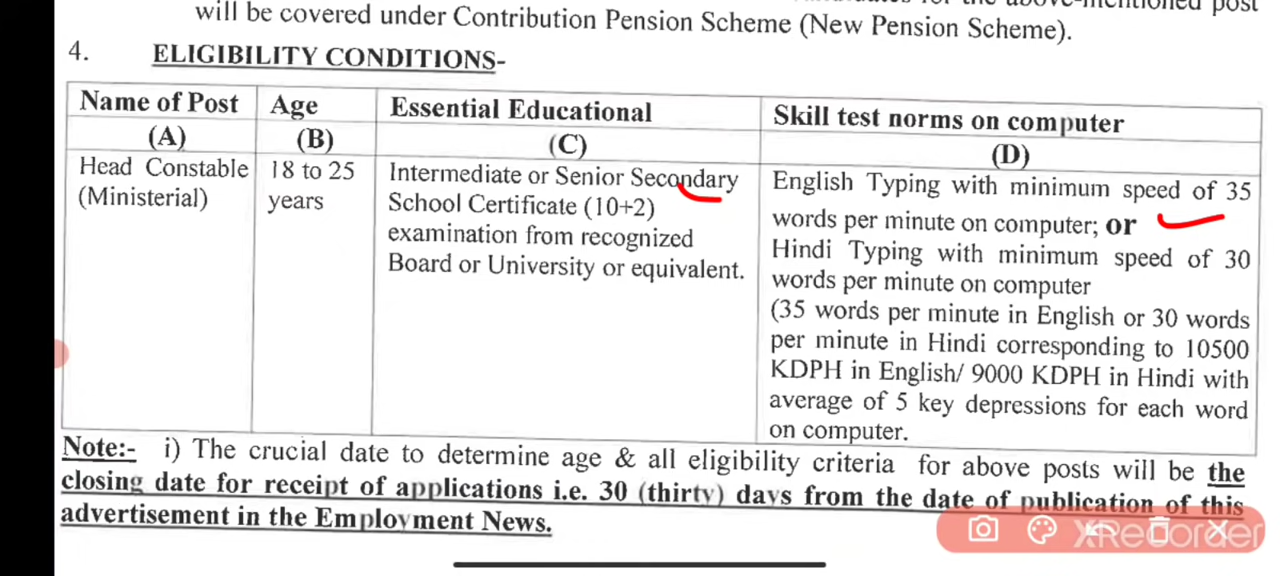 will be covered under Contribution Pension Scheme (New Pension Scheme).
4. ELIGIBILITY CONDITIONS-
Name of Post Age Essential Educational Skill test norms on computer
(A) (B) (C) (D)
Head Constable 18 to 25 Intermediate or Senior Secondary English Typing with minimum speed of 35
(Ministerial) years School Certificate (10+2) words per minute on computer; or
examination from recognized Hindi Typing with minimum speed of 30
Board or University or equivalent. words per minute on computer
(35 words per minute in English or 30 words
per minute in Hindi corresponding to 10500
KDPH in English/ 9000 KDPH in Hindi with
average of 5 key depressions for each word
on computer.
Note:- i) The crucial date to determine age & all eligibility criteria for above posts will be the
closing date for receipt of applications i.e. 30 (thirty) days from the date of publication of this
advertisement in the Employment News.
XRecorder